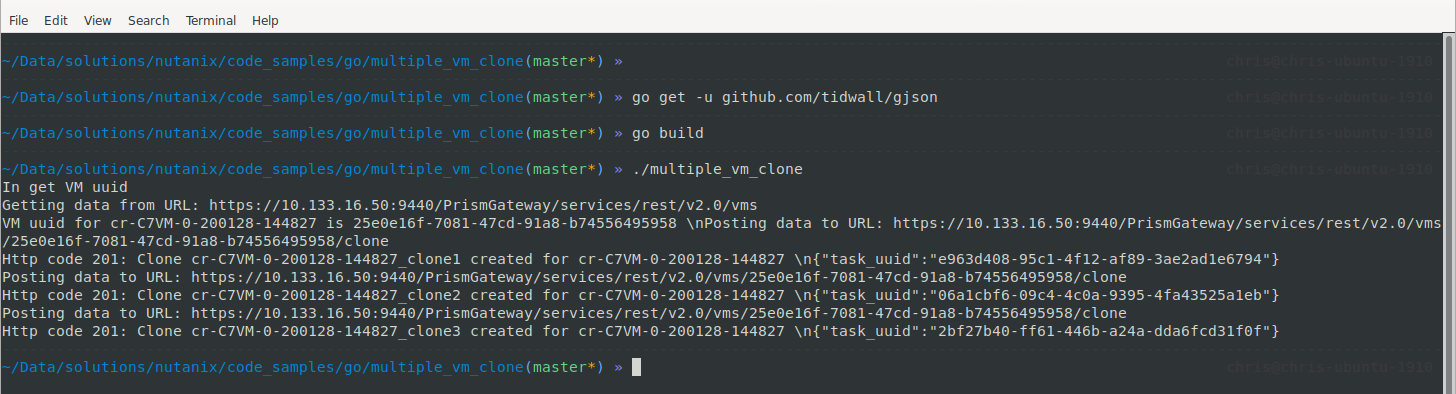 File Edit View Search Terminal Help
~/Data/solutions/nutanix/code_samples/go/multiple_vm_clone(master*) » chris@chris-ubuntu-1910
~/Data/solutions/nutanix/code_samples/go/multiple_vm_clone(master*) » go get -u github.com/tidwall/gjson chris@chris-ubuntu-1910
~/Data/solutions/nutanix/code_samples/go/multiple_vm_clone(master*) » go build chris@chris-ubuntu-1910
~/Data/solutions/nutanix/code_samples/go/multiple_vm_clone(master*) » ./multiple_vm_clone chris@chris-ubuntu-1910
In get VM uuid
Getting data from URL: https://10.133.16.50:9440/PrismGateway/services/rest/v2.0/vms
VM uuid for cr-C7VM-0-200128-144827 is 25e0e16f-7081-47cd-91a8-b74556495958 \nPosting data to URL: https://10.133.16.50:9440/PrismGateway/services/rest/v2.0/vms
/25e0e16f-7081-47cd-91a8-b74556495958/clone
Http code 201: Clone cr-C7VM-0-200128-144827_clone1 created for cr-C7VM-0-200128-144827 \n{"task_uuid":"e963d408-95c1-4f12-af89-3ae2ad1e6794"}
Posting data to URL: https://10.133.16.50:9440/PrismGateway/services/rest/v2.0/vms/25e0e16f-7081-47cd-91a8-b74556495958/clone
Http code 201: Clone cr-C7VM-0-200128-144827_clone2 created for cr-C7VM-0-200128-144827 \n{"task_uuid":"06a1cbf6-09c4-4c0a-9395-4fa43525a1eb"}
Posting data to URL: https://10.133.16.50:9440/PrismGateway/services/rest/v2.0/vms/25e0e16f-7081-47cd-91a8-b74556495958/clone
Http code 201: Clone cr-C7VM-0-200128-144827_clone3 created for cr-C7VM-0-200128-144827 \n{"task_uuid":"2bf27b40-ff61-446b-a24a-dda6fcd31f0f"}
~/Data/solutions/nutanix/code_samples/go/multiple_vm_clone(master*) » chris@chris-ubuntu-1910